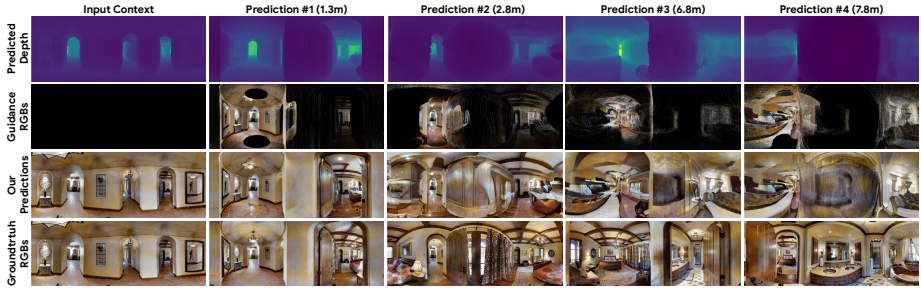 Input Context
Prediction #1 (1.3m)
Prediction #2 (2.8m)
Prediction #3 (6.8m)
Prediction #4 (7.8m)
Predicted
Depth
Guidance
RGBs
Our
Predictions
Groundtrtuh
RGBs